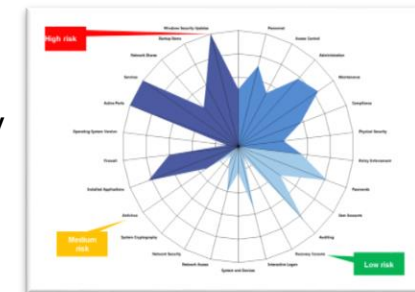 Windows Security Updates
Personnel
Backup Items
Access Control
High risk
Network Shares
Administration
Services
Maintenance
Active Ports
Compliance
Operating System Version
Physical Security
Firewall
Policy Enforcement
Installed Applications
Passwords
Antivirus
User Accounts
Medium
risk
System Cryptography
Auditing
Network Security
Recovery Console
Low risk
Network Access
Interactive Logon
System and Devices
y